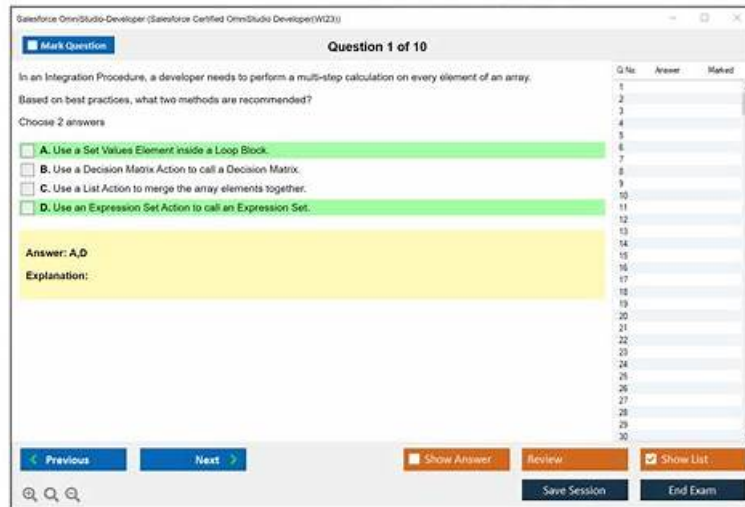 Salesforce OmniStudio-Developer (Salesforce Certified OmniStudio Developer(WI23))
Mark Question
Question 1 of 10
In an Integration Procedure, a developer needs to perform a multi-step calculation on every element of an array.
Based on best practices, what two methods are recommended?
Choose 2 answers
A. Use a Set Values Element inside a Loop Block.
B. Use a Decision Matrix Action to call a Decision Matrix.
C. Use a List Action to merge the array elements together.
D. Use an Expression Set Action to call an Expression Set.
Answer: A,D
Explanation:
Q No. Answer Marked
1
2
3
4
5
6
7
8
9
10
11
12
13
14
15
16
17
18
19
20
21
22
23
24
25
26
27
28
29
30
Previous
Next
Show Answer
Review
Show List
Save Session
End Exam